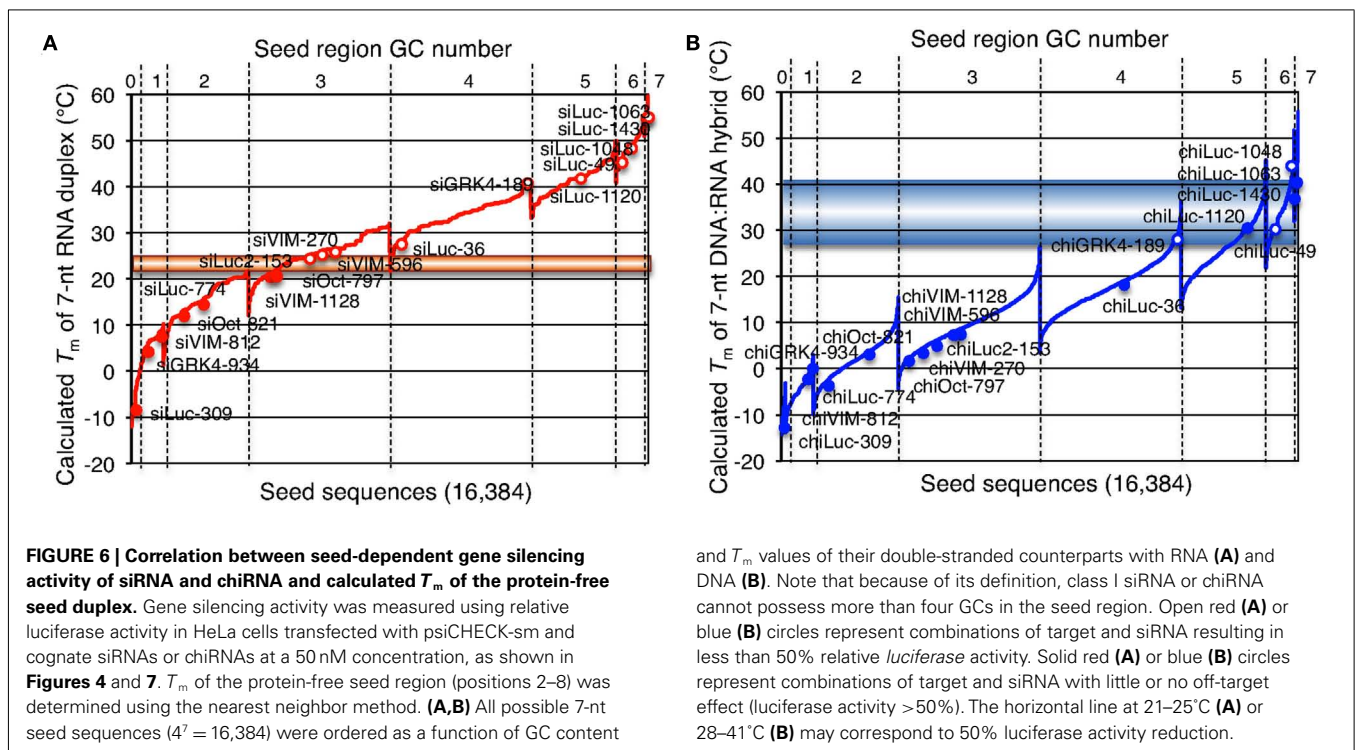 A
Seed region GC number
0 1 2 3 4 5 6 7
Calculated Tm of 7-nt RNA duplex (°C)
60
50
40
30
20
10
0
-10
-20
siLuc-1063
siLuc-1430
siLuc-1048
siLuc-49
siGRK4-189
siLuc-1120
siVIM-270
siLuc-36
siLuc2-153
siVIM-596
siOct-797
siLuc-774
siVIM-1128
siOct-821
siVIM-812
siGRK4-934
siLuc-309
Seed sequences (16,384)
B
Seed region GC number
0 1 2 3 4 5 6 7
Calculated Tm of 7-nt DNA:RNA hybrid (°C)
60
50
40
30
20
10
0
-10
-20
chiLuc-1048
chiLuc-1063
chiLuc-1430
chiLuc-1120
chiGRK4-189
chiLuc-49
chiLuc-36
chiVIM-1128
chiVIM-596
chiOct-821
chiGRK4-934
chiLuc2-153
chiVIM-270
chiOct-797
chiLuc-774
chiVIM-812
chiLuc-309
Seed sequences (16,384)
FIGURE 6 | Correlation between seed-dependent gene silencing
activity of siRNA and chiRNA and calculated Tm of the protein-free
seed duplex. Gene silencing activity was measured using relative
luciferase activity in HeLa cells transfected with psiCHECK-sm and
cognate siRNAs or chiRNAs at a 50 nM concentration, as shown in
Figures 4 and 7. Tm of the protein-free seed region (positions 2–8) was
determined using the nearest neighbor method. (A,B) All possible 7-nt
seed sequences (4⁷ = 16,384) were ordered as a function of GC content
and Tm values of their double-stranded counterparts with RNA (A) and
DNA (B). Note that because of its definition, class I siRNA or chiRNA
cannot possess more than four GCs in the seed region. Open red (A) or
blue (B) circles represent combinations of target and siRNA resulting in
less than 50% relative luciferase activity. Solid red (A) or blue (B) circles
represent combinations of target and siRNA with little or no off-target
effect (luciferase activity >50%). The horizontal line at 21–25°C (A) or
28–41°C (B) may correspond to 50% luciferase activity reduction.